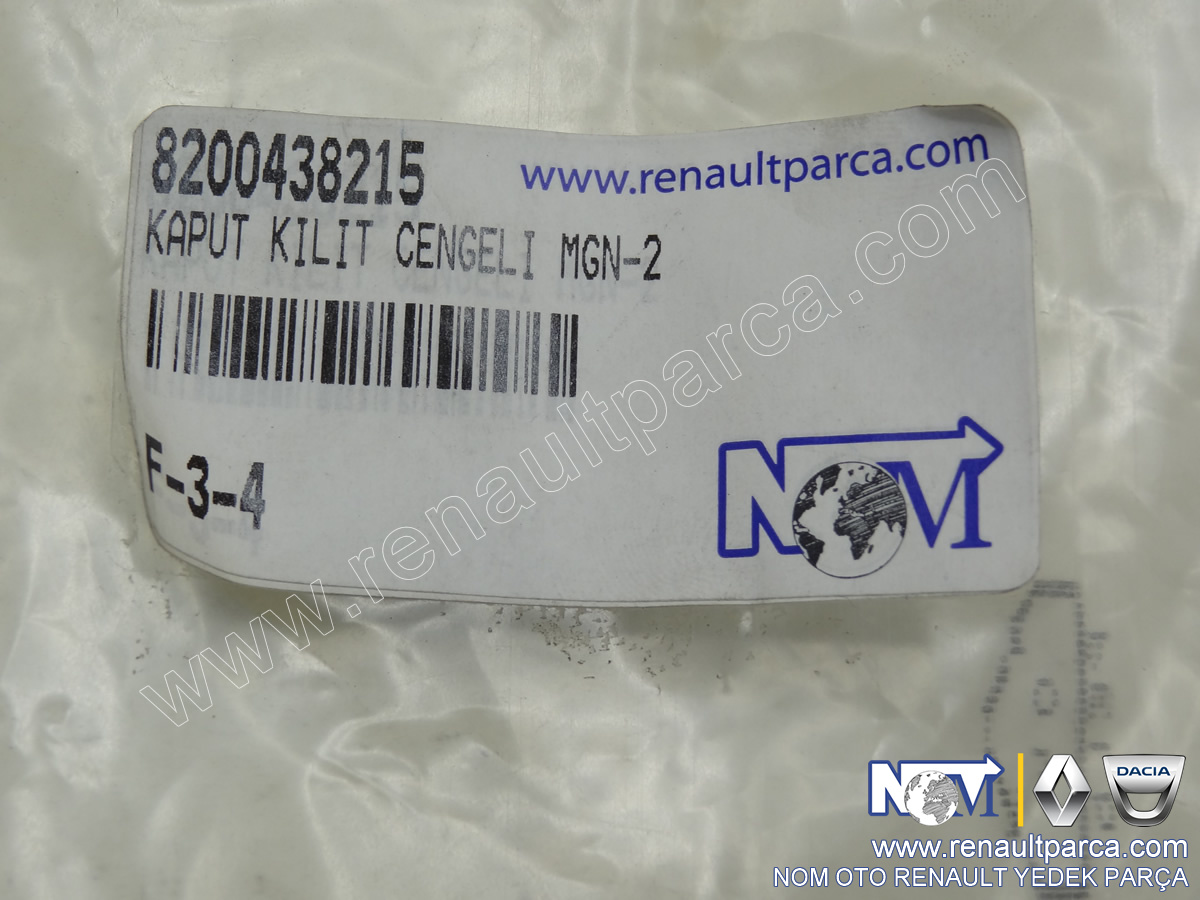 8200438215
www.renaultparca.com
KAPUT KILIT CENGELI MGN-2
F-3-4
NOM
www.renaultparca.com
NOM
DACIA
www.renaultparca.com
NOM OTO RENAULT YEDEK PARÇA